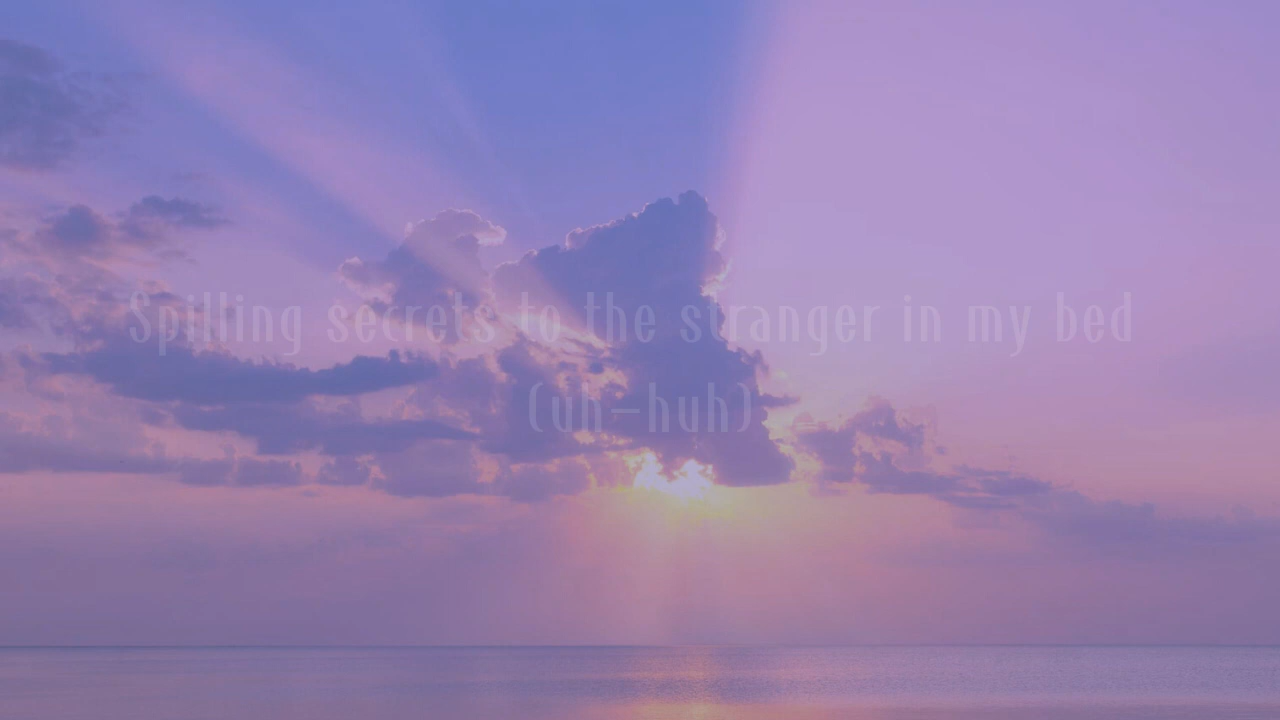 Spilling secrets to the stranger in my bed
(uh-huh)